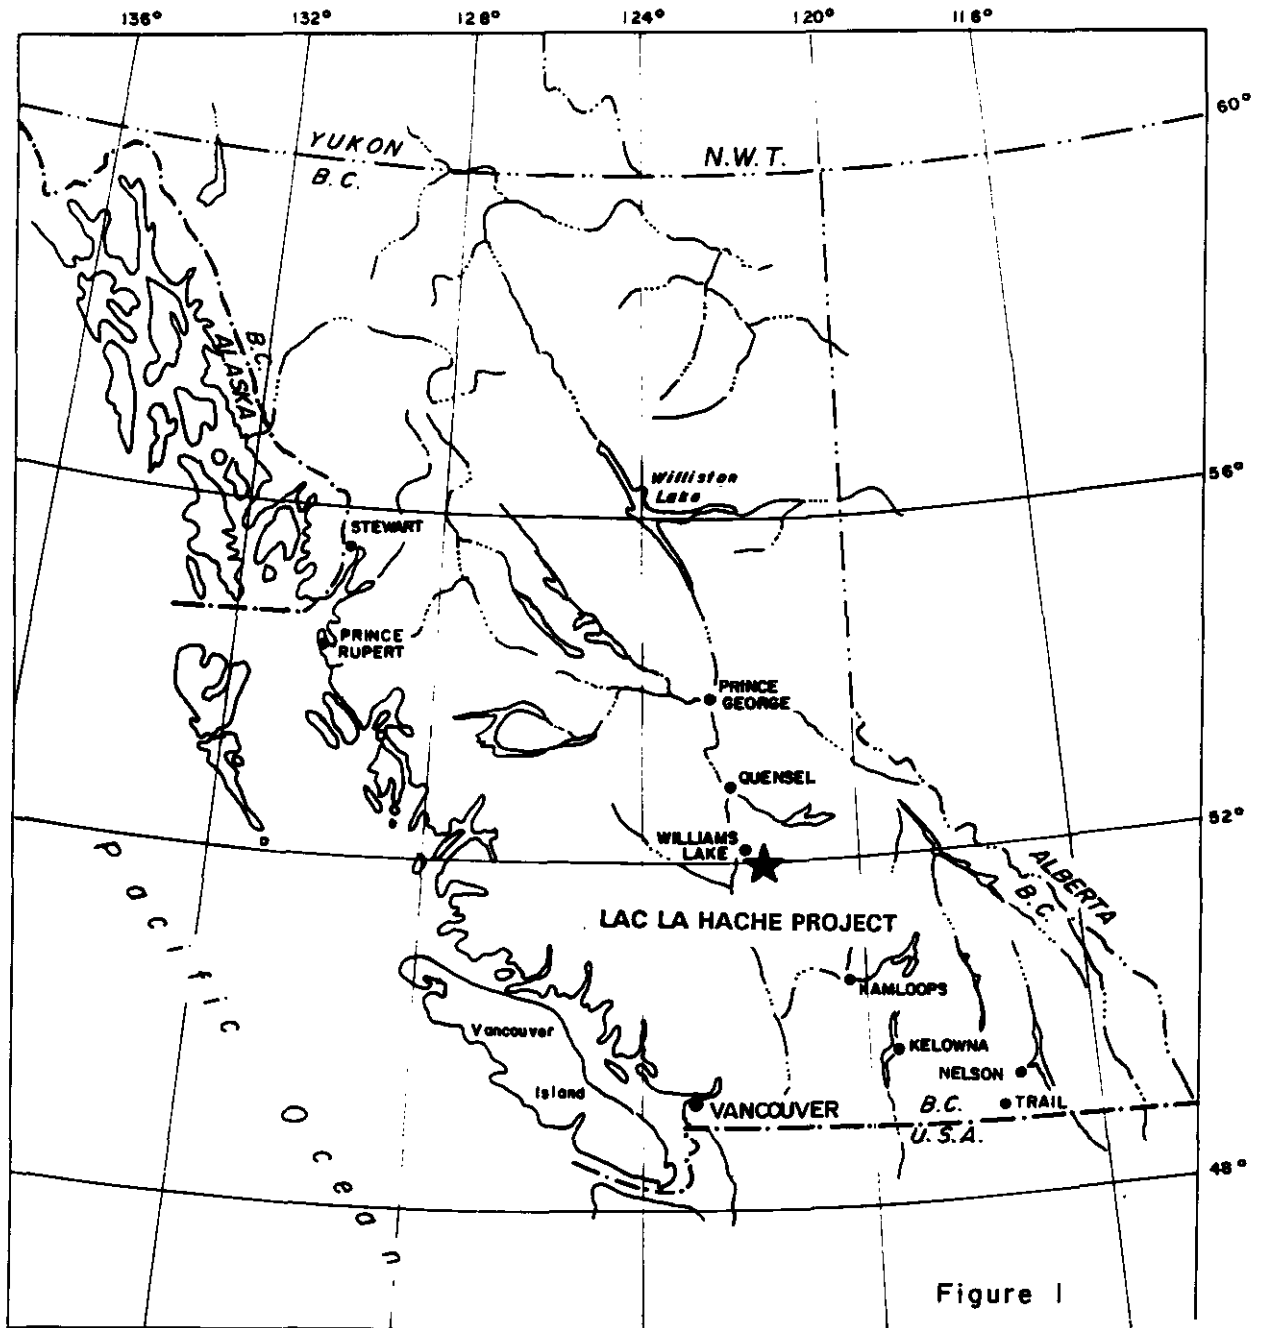 136° 132° 128° 124° 120° 116°
60°
YUKON
B.C.
N.W.T.
B.C.
ALASKA
56°
Williston
Lake
STEWART
PRINCE
RUPERT
PRINCE
GEORGE
QUENSEL
52°
WILLIAMS
LAKE
ALBERTA
B.C.
Pacific
LAC LA HACHE PROJECT
KAMLOOPS
Vancouver
KELOWNA
NELSON
Island
VANCOUVER
B.C.
TRAIL
U.S.A.
Ocean
48°
Figure 1